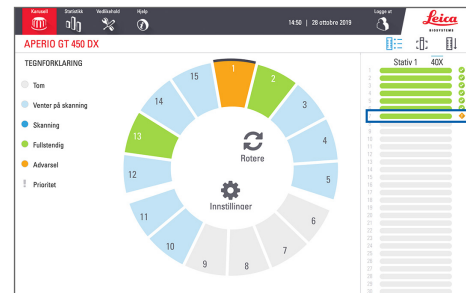 Karusell Statistikk Vedlikehold Hjelp 14:50 | 28 ottobre 2019 Logge ut Leica
BIOSYSTEMS
APERIO GT 450 DX
TEGNFORKLARING
Tom
Venter på skanning
Skanning
Fullstendig
Advarsel
Prioritet
1
2
3
4
5
6
7
8
9
10
11
12
13
14
15
Rotere
Innstillinger
Stativ 1 40X